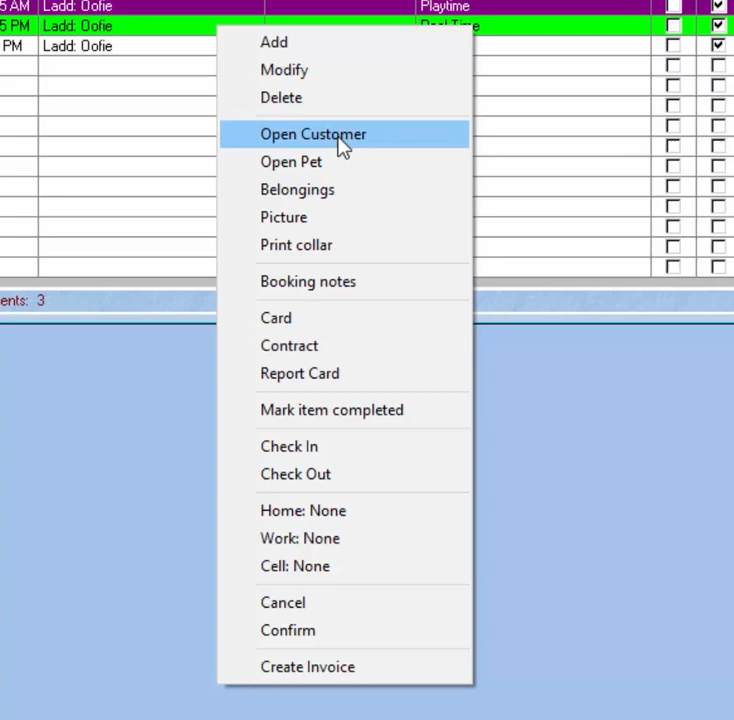 5 AM Ladd: Oofie Playtime
5 PM Ladd: Oofie
PM Ladd: Oofie
Add
Modify
Delete
Open Customer
Open Pet
Belongings
Picture
Print collar
Booking notes
ents: 3
Card
Contract
Report Card
Mark item completed
Check In
Check Out
Home: None
Work: None
Cell: None
Cancel
Confirm
Create Invoice